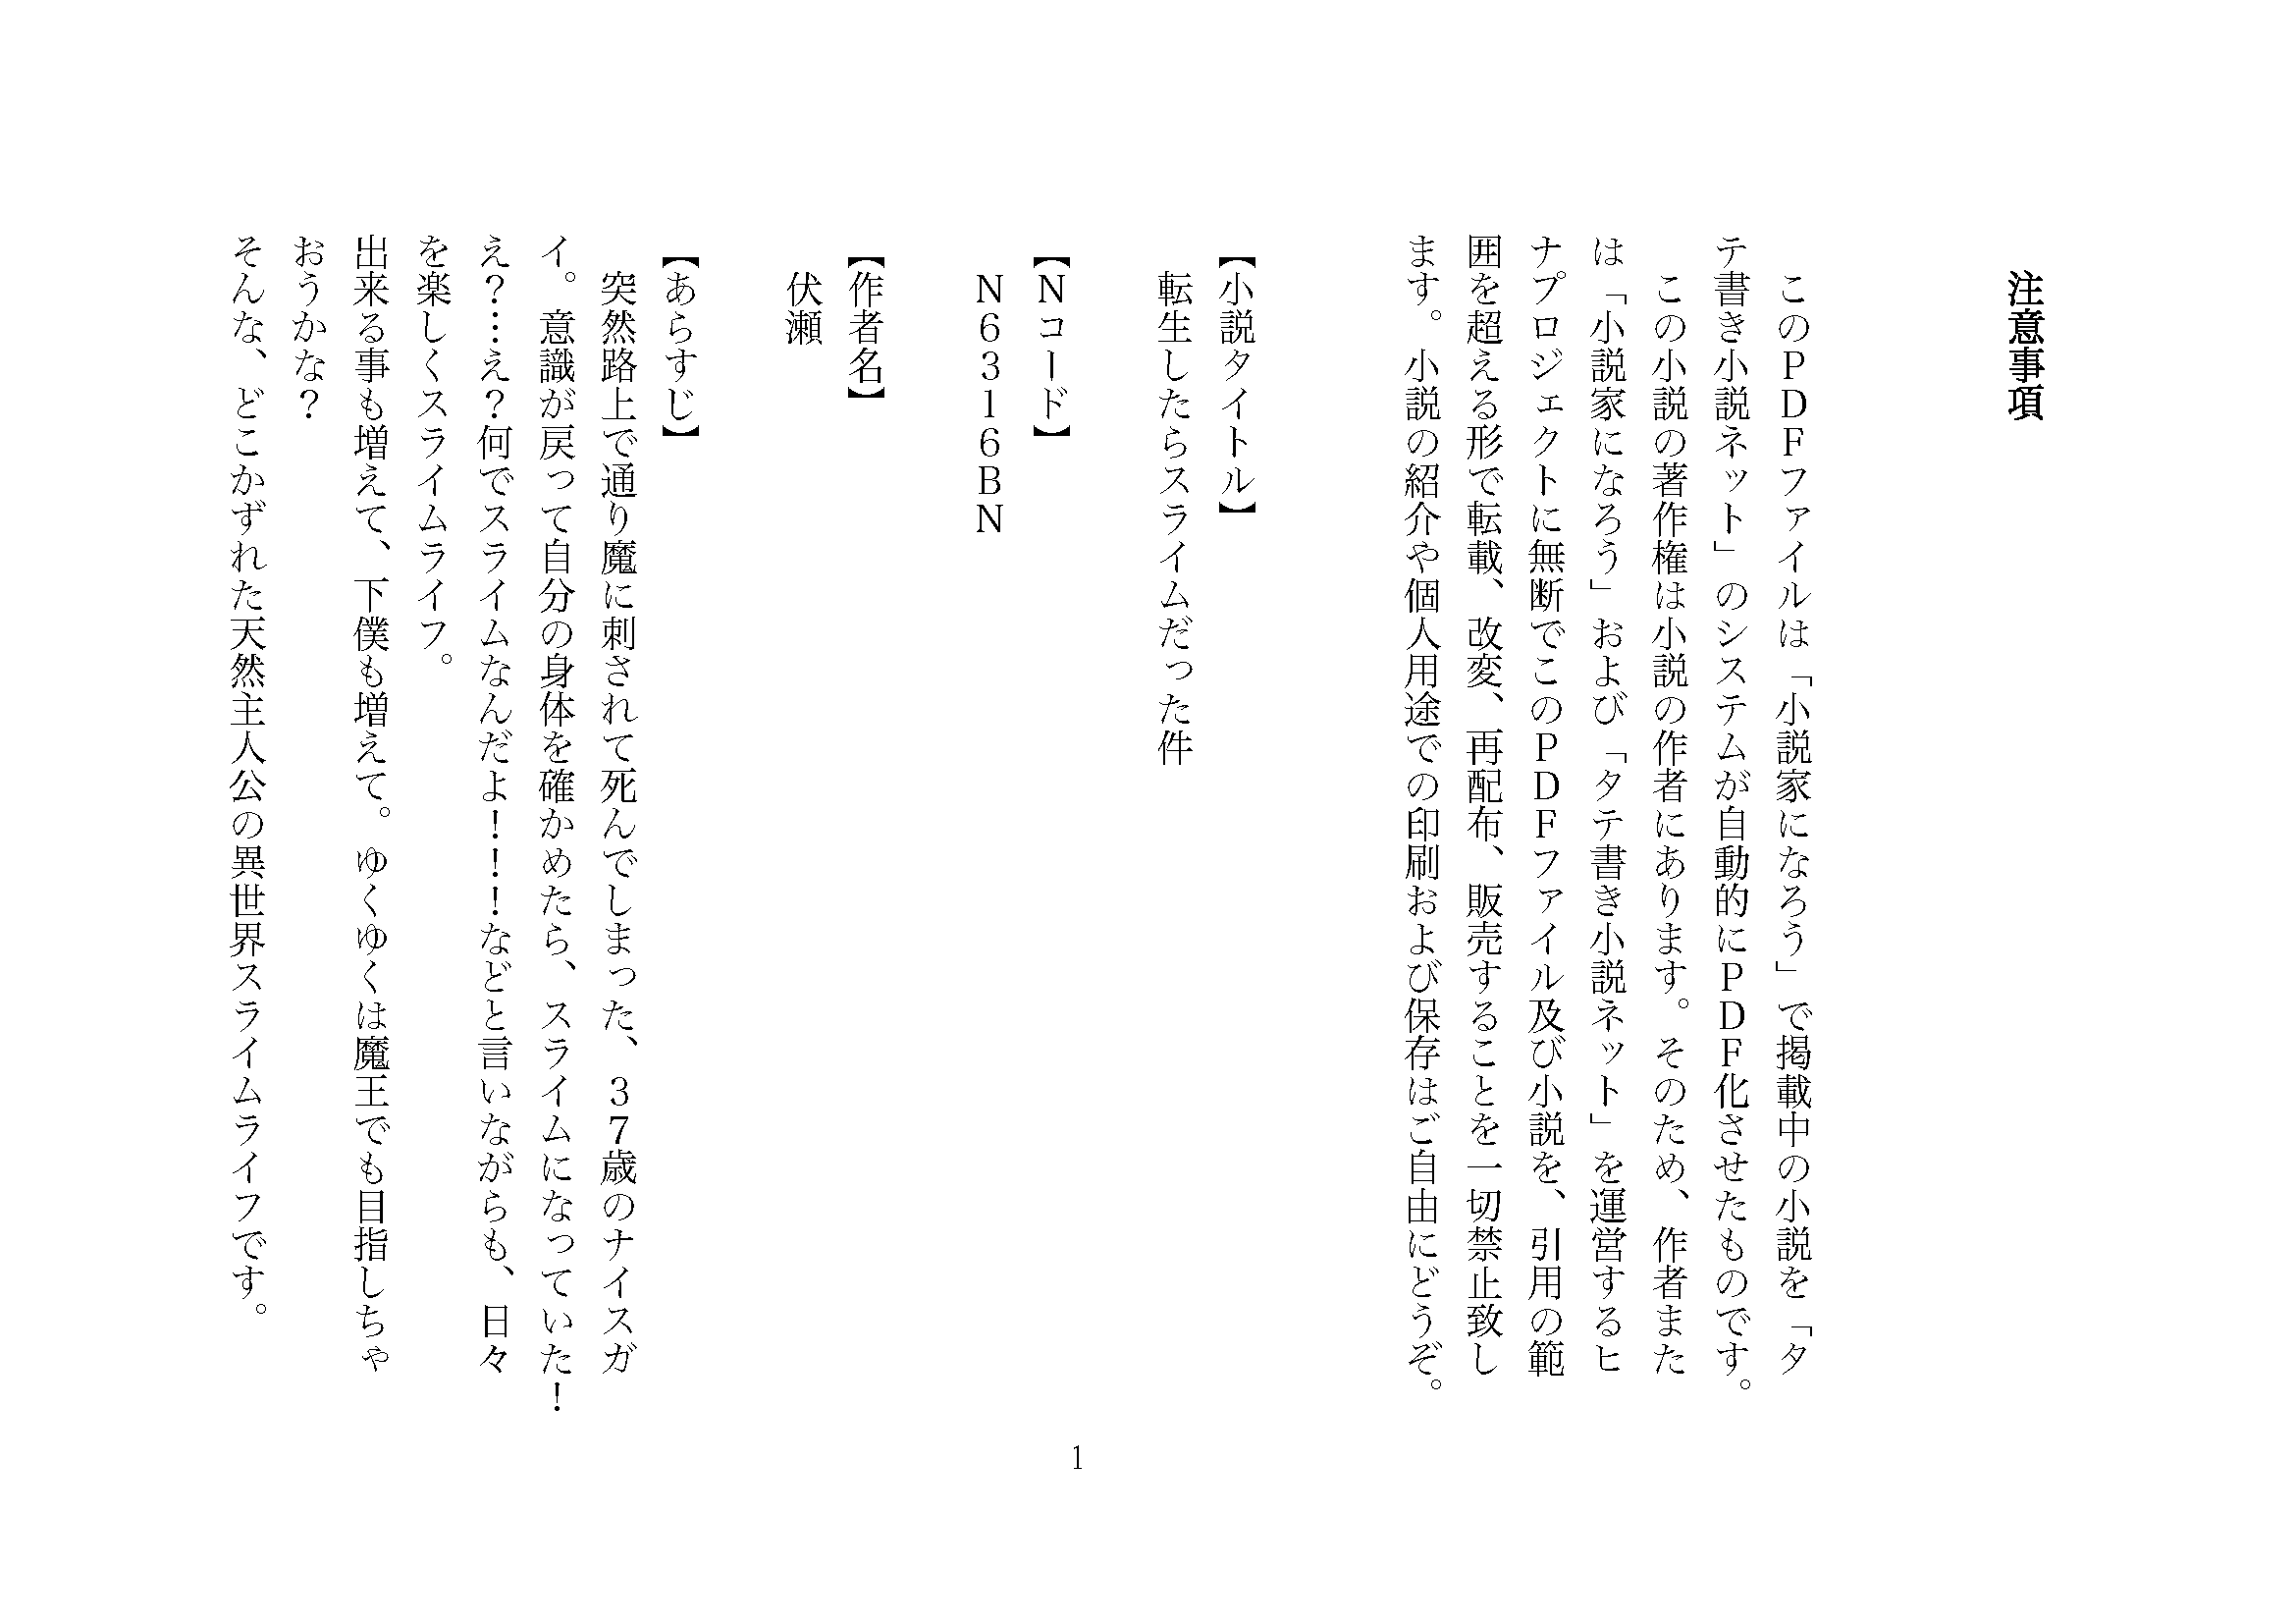 注意事項
　このＰＤＦファイルは「小説家になろう」で掲載中の小説を「タ
テ書き小説ネット」のシステムが自動的にＰＤＦ化させたものです。
　この小説の著作権は小説の作者にあります。そのため、作者また
は「小説家になろう」および「タテ書き小説ネット」を運営するヒ
ナプロジェクトに無断でこのＰＤＦファイル及び小説を、引用の範
囲を超える形で転載、改変、再配布、販売することを一切禁止致し
ます。小説の紹介や個人用途での印刷および保存はご自由にどうぞ。
【小説タイトル】
　転生したらスライムだった件
【Ｎコード】
　Ｎ６３１６ＢＮ
【作者名】
　伏瀬
【あらすじ】
　突然路上で通り魔に刺されて死んでしまった、３７歳のナイスガ
イ。意識が戻って自分の身体を確かめたら、スライムになっていた！
え？…え？何でスライムなんだよ！！！などと言いながらも、日々
を楽しくスライムライフ。
出来る事も増えて、下僕も増えて。ゆくゆくは魔王でも目指しちゃ
おうかな？
そんな、どこかずれた天然主人公の異世界スライムライフです。
1